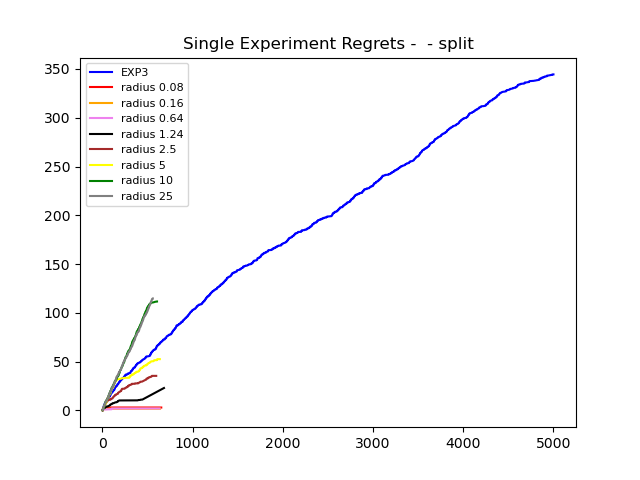 Single Experiment Regrets -  - split
EXP3
radius 0.08
radius 0.16
radius 0.64
radius 1.24
radius 2.5
radius 5
radius 10
radius 25
350
300
250
200
150
100
50
0
0 1000 2000 3000 4000 5000